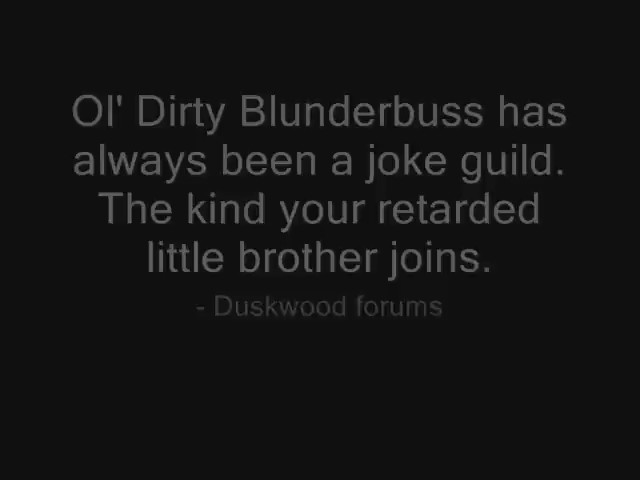 Ol' Dirty Blunderbuss has
always been a joke guild.
The kind your retarded
little brother joins.
- Duskwood forums